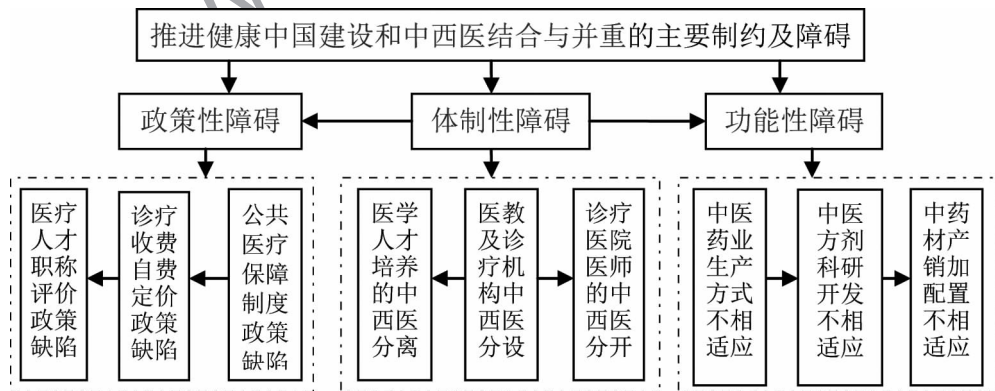 推进健康中国建设和中西医结合与并重的主要制约及障碍
政策性障碍
体制性障碍
功能性障碍
医疗
人才
职称
评价
政策
缺陷
诊疗
收费
自费
定价
政策
缺陷
公共
医疗
保障
制度
政策
缺陷
医学
人才
培养
的中
西医
分离
医教
及诊
疗机
构中
西医
分设
诊疗
医院
医师
的中
西医
分开
中医
药业
生产
方式
不相
适应
中医
方剂
科研
开发
不相
适应
中药
材产
销加
配置
不相
适应